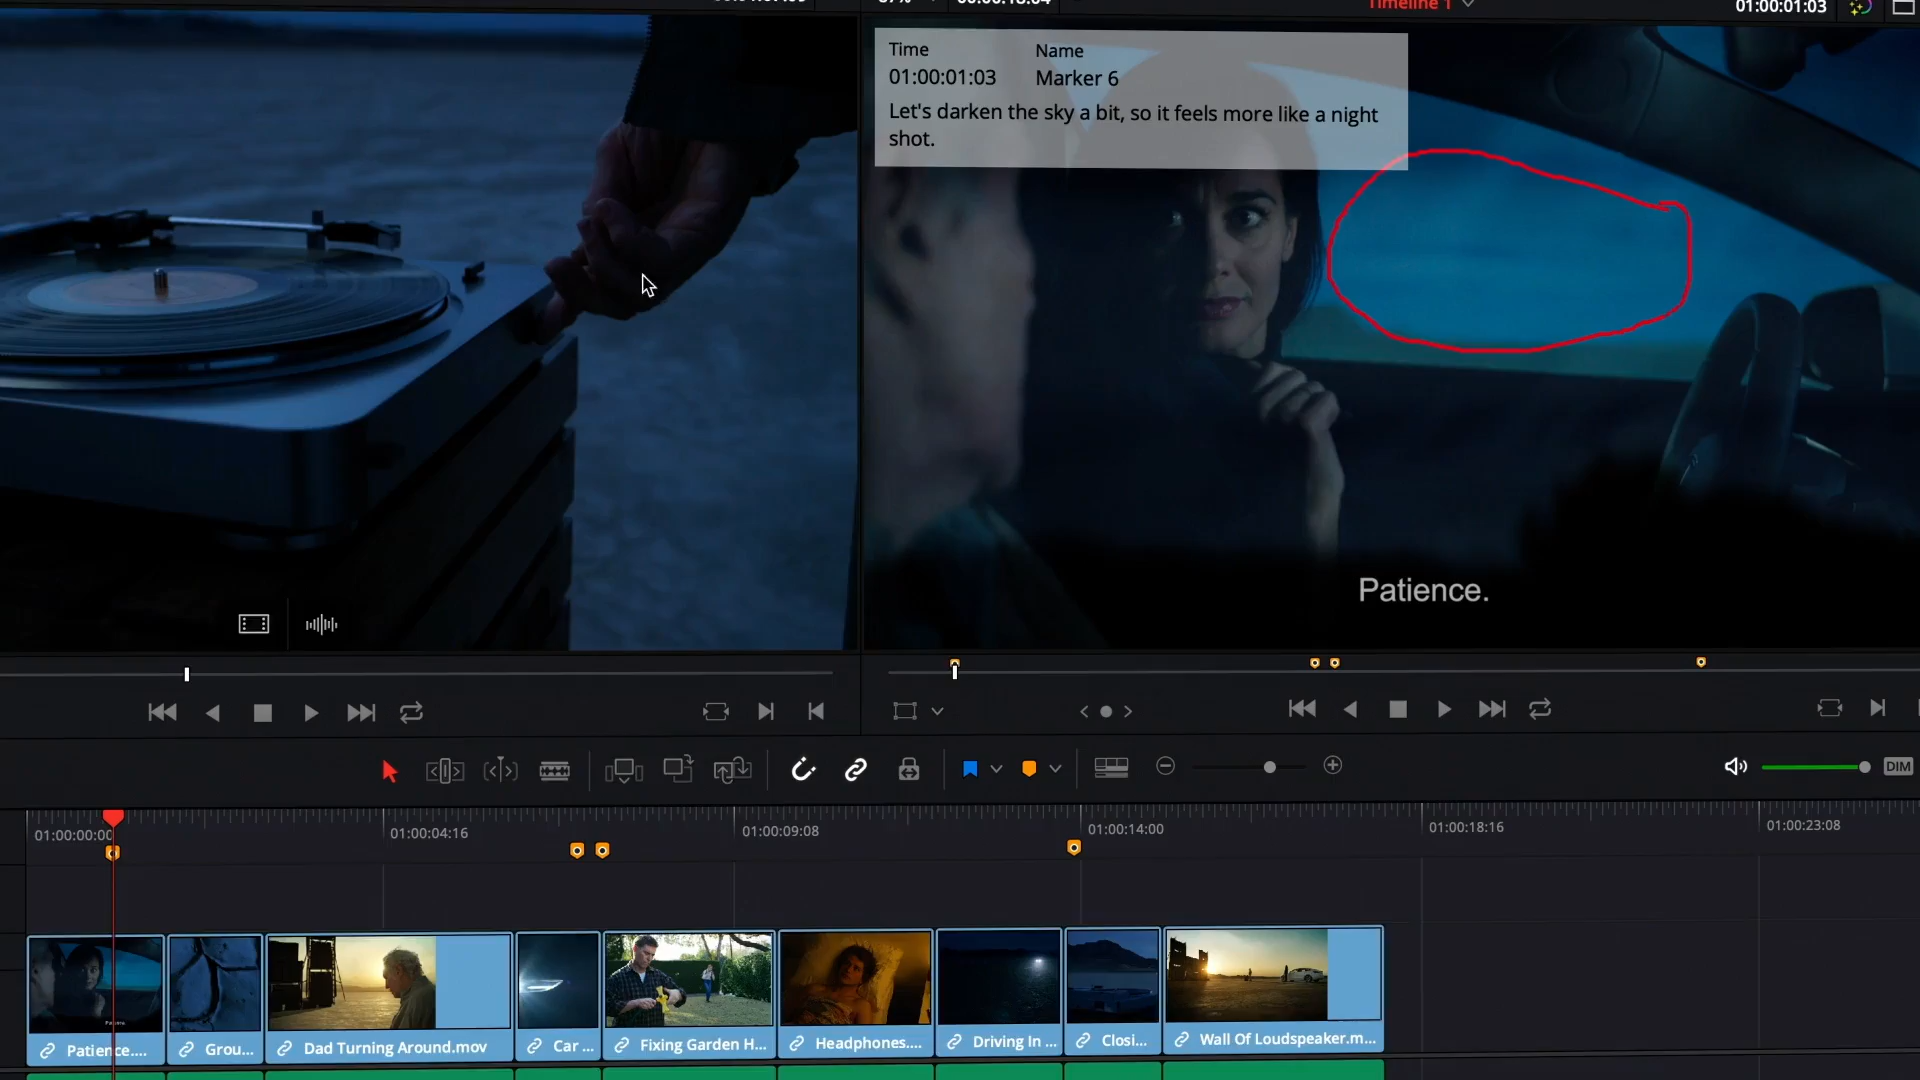 Timeline 1
01:00:01:03
Time Name
01:00:01:03 Marker 6
Let's darken the sky a bit, so it feels more like a night
shot.
Patience.
DIM
01:00:00:00
01:00:04:16
01:00:09:08
01:00:14:00
01:00:18:16
01:00:23:08
Patience....
Grou...
Dad Turning Around.mov
Car ...
Fixing Garden H...
Headphones....
Driving In ...
Closi...
Wall Of Loudspeaker.m...